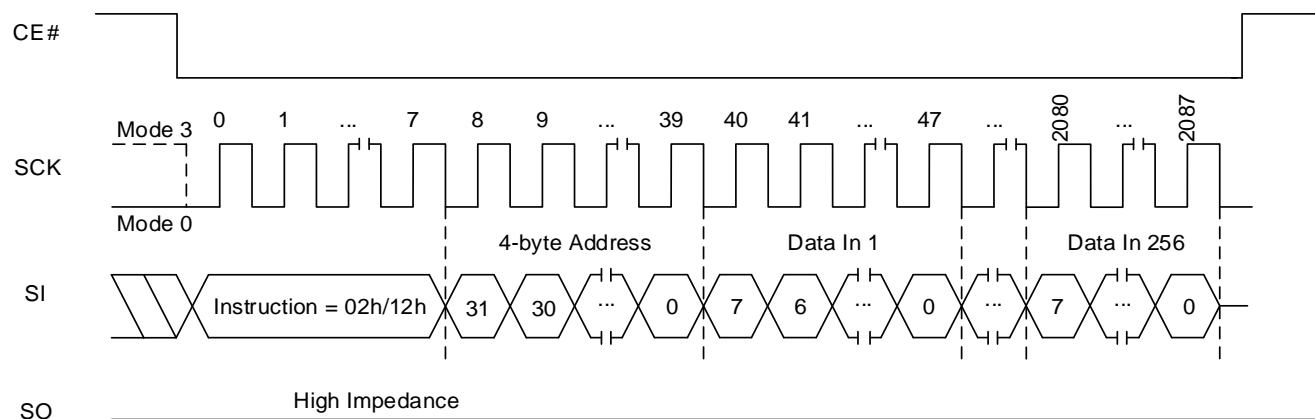 CE#
Mode 3
0 1 ... 7 8 9 ... 39 40 41 ... 47 ... 2080 ... 2087
SCK
Mode 0
4-byte Address Data In 1 Data In 256
SI
Instruction = 02h/12h 31 30 ... 0 7 6 ... 0 ... 7 ... 0
High Impedance
SO